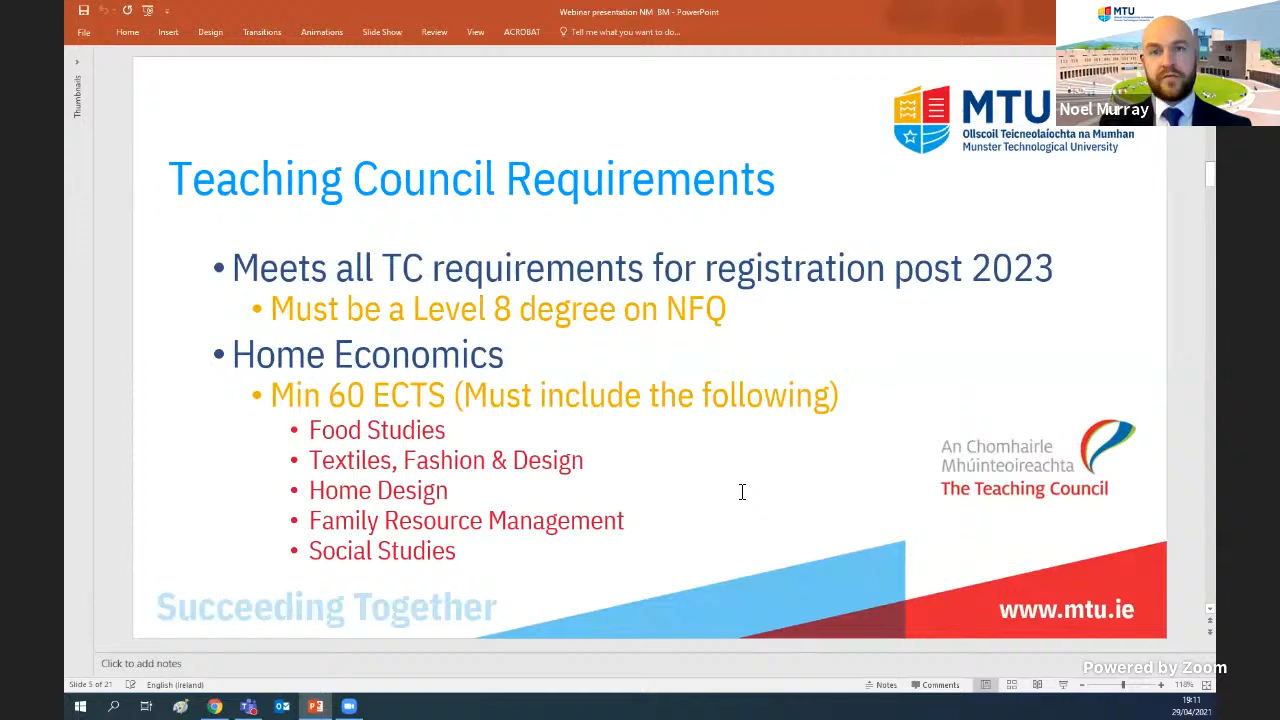 Webinar presentation NM BM - PowerPoint
File Home Insert Design Transitions Animations Slide Show Review View ACROBAT Tell me what you want to do...
MTU
Noel Murray
Thumbnails
MTU
Ollscoil Teicneolaíochta na Mumhan
Munster Technological University
Teaching Council Requirements
• Meets all TC requirements for registration post 2023
• Must be a Level 8 degree on NFQ
• Home Economics
• Min 60 ECTS (Must include the following)
• Food Studies
• Textiles, Fashion & Design
• Home Design
• Family Resource Management
• Social Studies
An Chomhairle
Mhúinteoireachta
The Teaching Council
Succeeding Together
www.mtu.ie
Click to add notes
Powered by Zoom
Slide 5 of 21 English (Ireland) Notes Comments 118%
19:11
29/04/2021